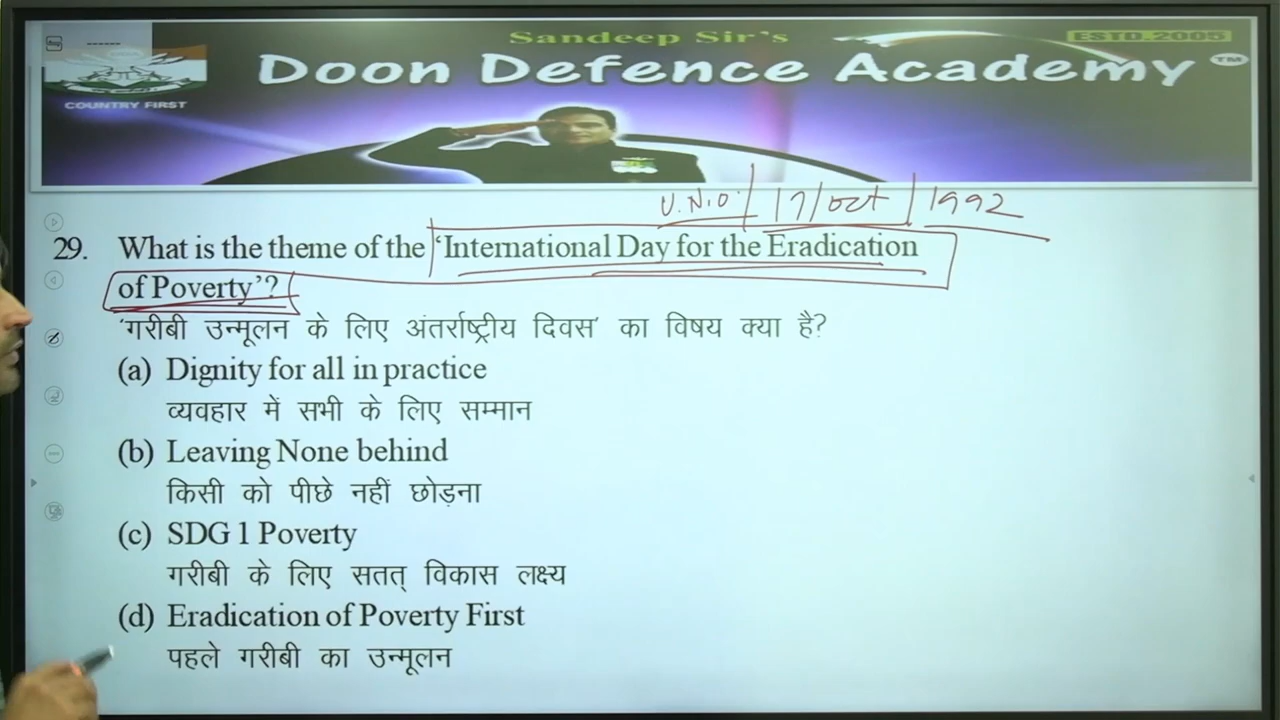 Sandeep Sir's
ESTD.2005
Doon Defence Academy™
COUNTRY FIRST
U.N.O. 17/oct 1992
29. What is the theme of the 'International Day for the Eradication
of Poverty'?
'गरीबी उन्मूलन के लिए अंतर्राष्ट्रीय दिवस' का विषय क्या है?
(a) Dignity for all in practice
व्यवहार में सभी के लिए सम्मान
(b) Leaving None behind
किसी को पीछे नहीं छोड़ना
(c) SDG 1 Poverty
गरीबी के लिए सतत् विकास लक्ष्य
(d) Eradication of Poverty First
पहले गरीबी का उन्मूलन